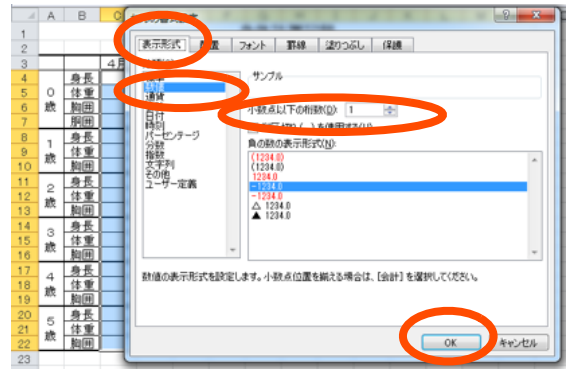 A B C
表示形式 フォント 罫線 塗りつぶし 保護
1
2
3 4月
4 身長
5 0 体重
6 歳 胸囲
7 胴囲
8 身長
9 1 体重
10 歳 胸囲
11 身長
12 2 体重
13 歳 胸囲
14 身長
15 3 体重
16 歳 胸囲
17 身長
18 4 体重
19 歳 胸囲
20 身長
21 5 体重
22 歳 胸囲
23
数値
通貨
日付
時刻
パーセンテージ
分数
指数
文字列
その他
ユーザー定義
サンプル
小数点以下の桁数(D): 1
負の数の表示形式(N):
(1234.0)
(1234.0)
1234.0
-1234.0
-1234.0
△ 1234.0
▲ 1234.0
数値の表示形式を設定します。小数点位置を揃える場合は、[会計] を選択してください。
OK キャンセル